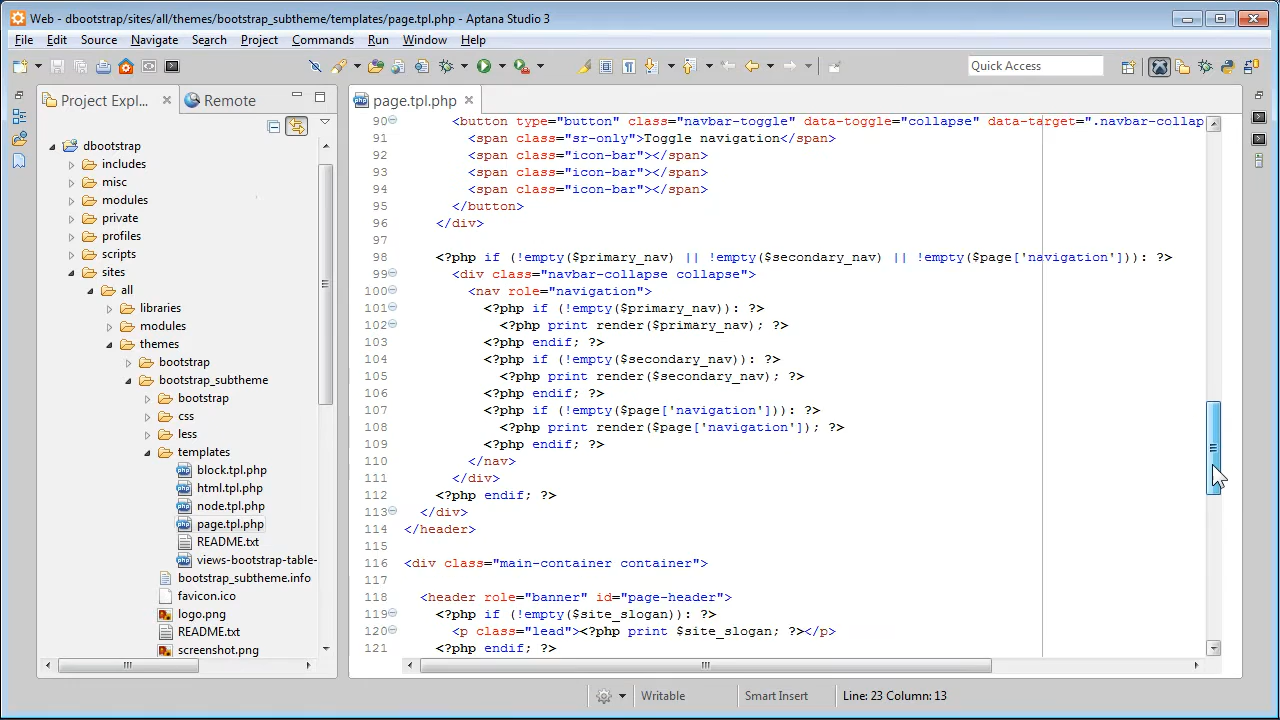 Web - dbootstrap/sites/all/themes/bootstrap_subtheme/templates/page.tpl.php - Aptana Studio 3
File Edit Source Navigate Search Project Commands Run Window Help
Quick Access
Project Expl... Remote
dbootstrap
includes
misc
modules
private
profiles
scripts
sites
all
libraries
modules
themes
bootstrap
bootstrap_subtheme
bootstrap
css
less
templates
block.tpl.php
html.tpl.php
node.tpl.php
page.tpl.php
README.txt
views-bootstrap-table-
bootstrap_subtheme.info
favicon.ico
logo.png
README.txt
screenshot.png
page.tpl.php
90 <button type="button" class="navbar-toggle" data-toggle="collapse" data-target=".navbar-collap
91 <span class="sr-only">Toggle navigation</span>
92 <span class="icon-bar"></span>
93 <span class="icon-bar"></span>
94 <span class="icon-bar"></span>
95 </button>
96 </div>
97
98 <?php if (!empty($primary_nav) || !empty($secondary_nav) || !empty($page['navigation'])): ?>
99 <div class="navbar-collapse collapse">
100 <nav role="navigation">
101 <?php if (!empty($primary_nav)): ?>
102 <?php print render($primary_nav); ?>
103 <?php endif; ?>
104 <?php if (!empty($secondary_nav)): ?>
105 <?php print render($secondary_nav); ?>
106 <?php endif; ?>
107 <?php if (!empty($page['navigation'])): ?>
108 <?php print render($page['navigation']); ?>
109 <?php endif; ?>
110 </nav>
111 </div>
112 <?php endif; ?>
113 </div>
114 </header>
115
116 <div class="main-container container">
117
118 <header role="banner" id="page-header">
119 <?php if (!empty($site_slogan)): ?>
120 <p class="lead"><?php print $site_slogan; ?></p>
121 <?php endif; ?>
Writable Smart Insert Line: 23 Column: 13